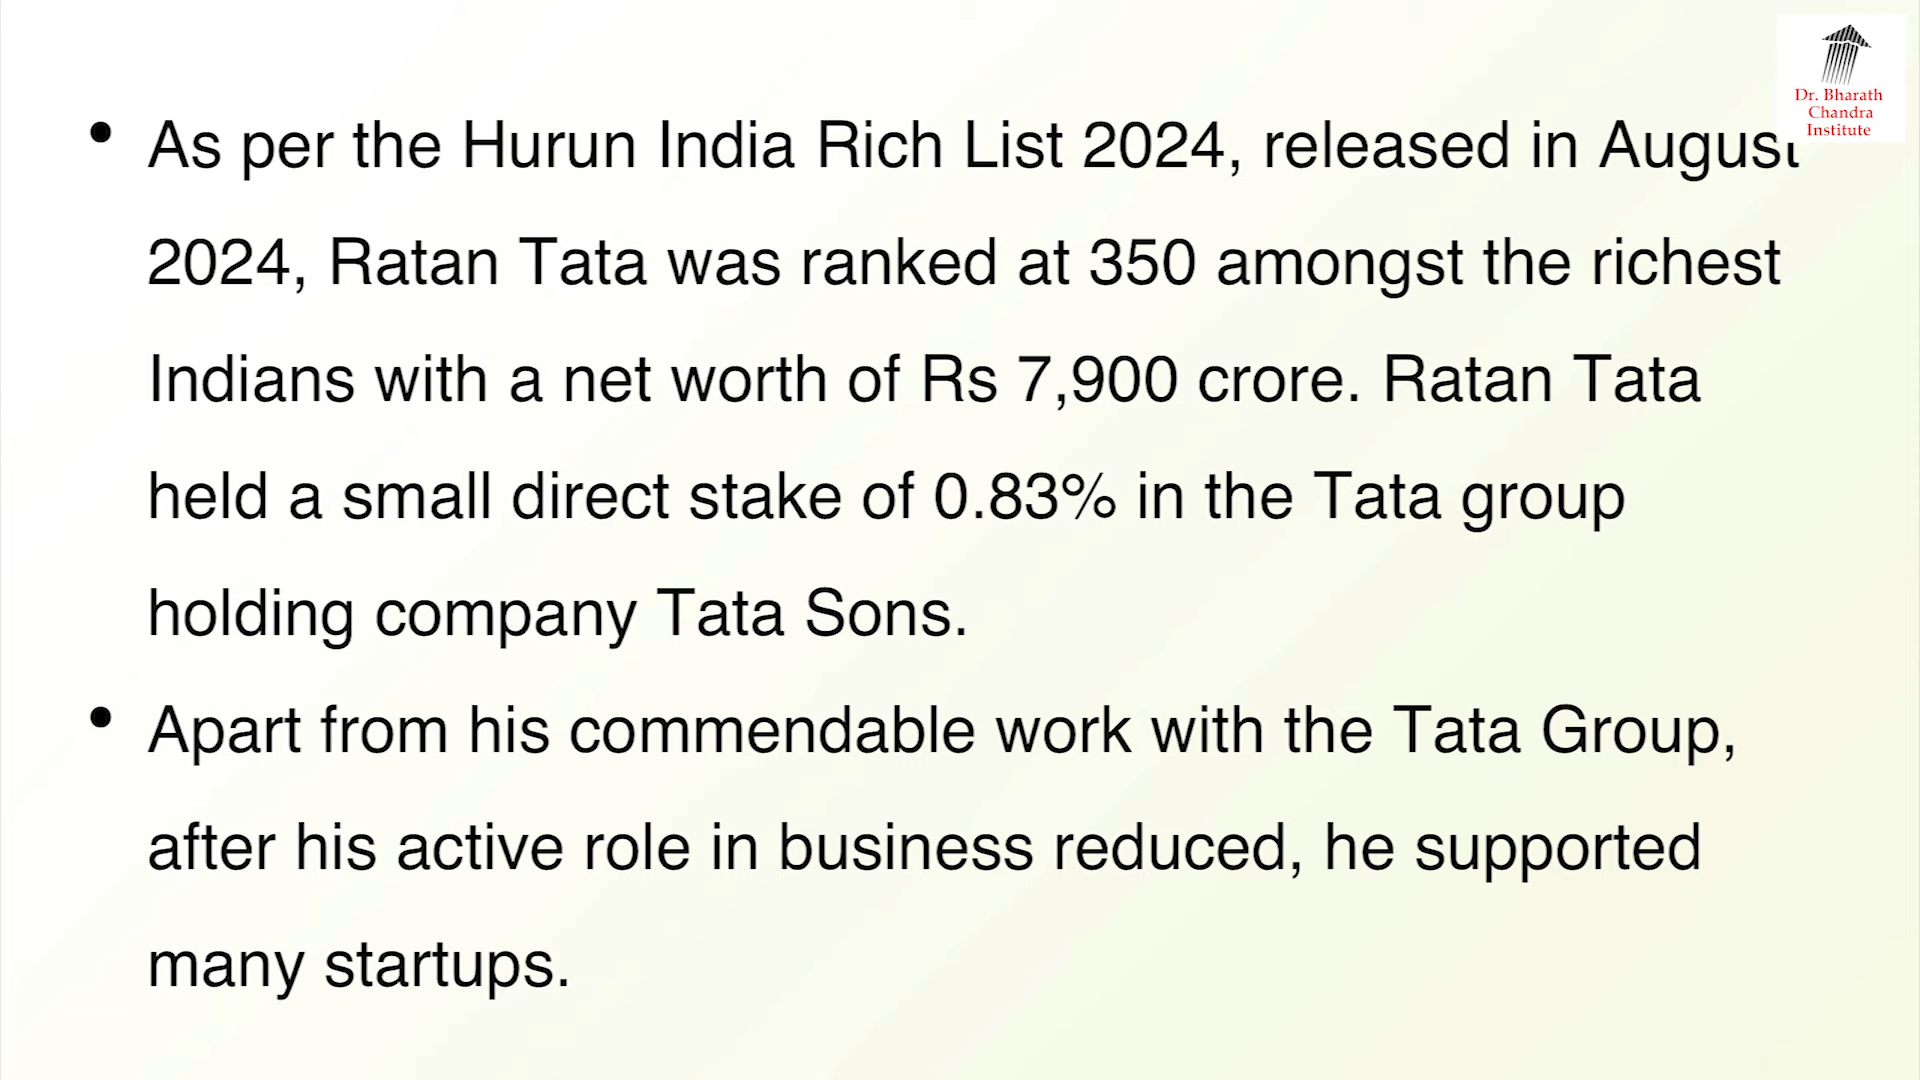 Dr. Bharath
Chandra
Institute
• As per the Hurun India Rich List 2024, released in August
2024, Ratan Tata was ranked at 350 amongst the richest
Indians with a net worth of Rs 7,900 crore. Ratan Tata
held a small direct stake of 0.83% in the Tata group
holding company Tata Sons.
• Apart from his commendable work with the Tata Group,
after his active role in business reduced, he supported
many startups.